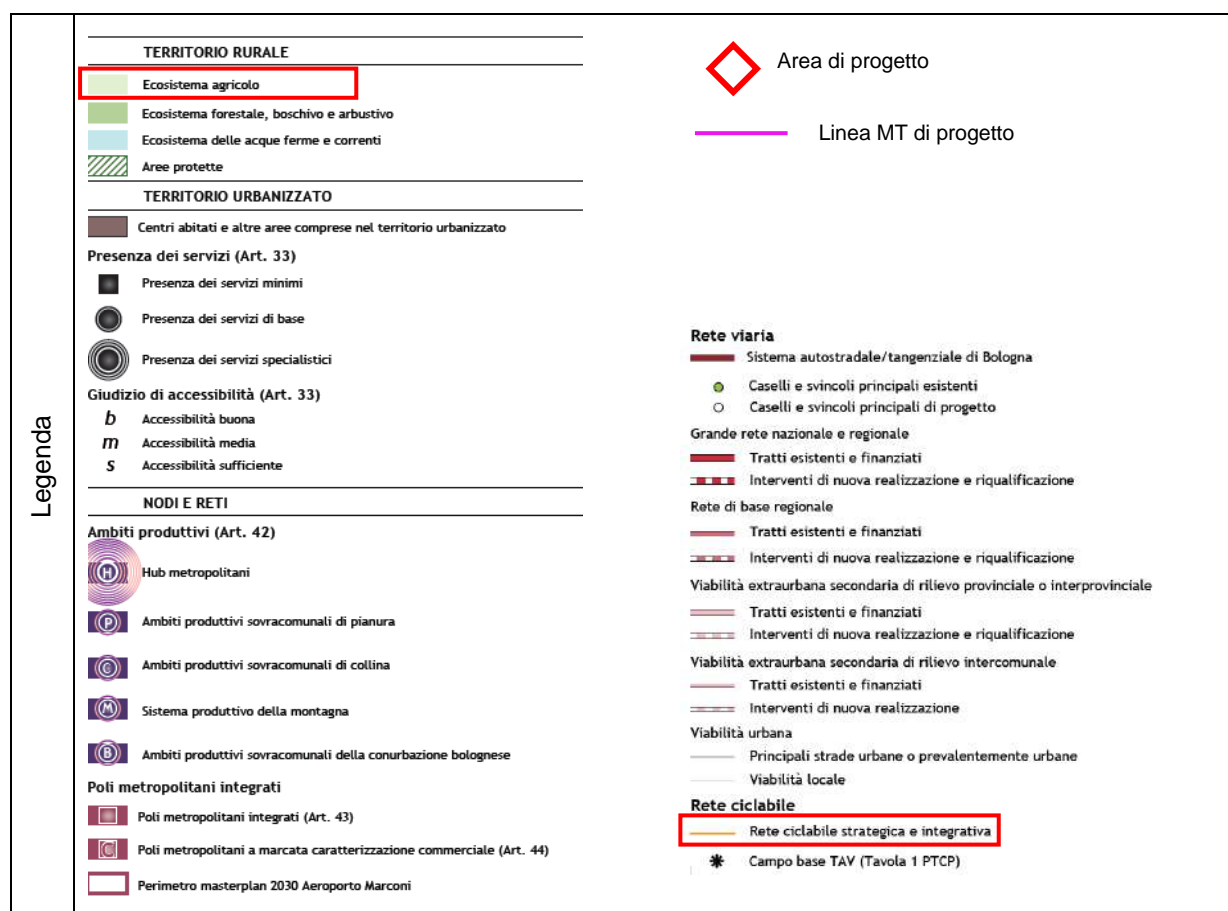 Legenda
TERRITORIO RURALE
Ecosistema agricolo
Ecosistema forestale, boschivo e arbustivo
Ecosistema delle acque ferme e correnti
Aree protette
TERRITORIO URBANIZZATO
Centri abitati e altre aree comprese nel territorio urbanizzato
Presenza dei servizi (Art. 33)
Presenza dei servizi minimi
Presenza dei servizi di base
Presenza dei servizi specialistici
Giudizio di accessibilità (Art. 33)
b Accessibilità buona
m Accessibilità media
s Accessibilità sufficiente
NODI E RETI
Ambiti produttivi (Art. 42)
H Hub metropolitani
P Ambiti produttivi sovracomunali di pianura
C Ambiti produttivi sovracomunali di collina
M Sistema produttivo della montagna
B Ambiti produttivi sovracomunali della conurbazione bolognese
Poli metropolitani integrati
Poli metropolitani integrati (Art. 43)
C Poli metropolitani a marcata caratterizzazione commerciale (Art. 44)
Perimetro masterplan 2030 Aeroporto Marconi
Area di progetto
Linea MT di progetto
Rete viaria
Sistema autostradale/tangenziale di Bologna
Caselli e svincoli principali esistenti
Caselli e svincoli principali di progetto
Grande rete nazionale e regionale
Tratti esistenti e finanziati
Interventi di nuova realizzazione e riqualificazione
Rete di base regionale
Tratti esistenti e finanziati
Interventi di nuova realizzazione e riqualificazione
Viabilità extraurbana secondaria di rilievo provinciale o interprovinciale
Tratti esistenti e finanziati
Interventi di nuova realizzazione e riqualificazione
Viabilità extraurbana secondaria di rilievo intercomunale
Tratti esistenti e finanziati
Interventi di nuova realizzazione
Viabilità urbana
Principali strade urbane o prevalentemente urbane
Viabilità locale
Rete ciclabile
Rete ciclabile strategica e integrativa
Campo base TAV (Tavola 1 PTCP)